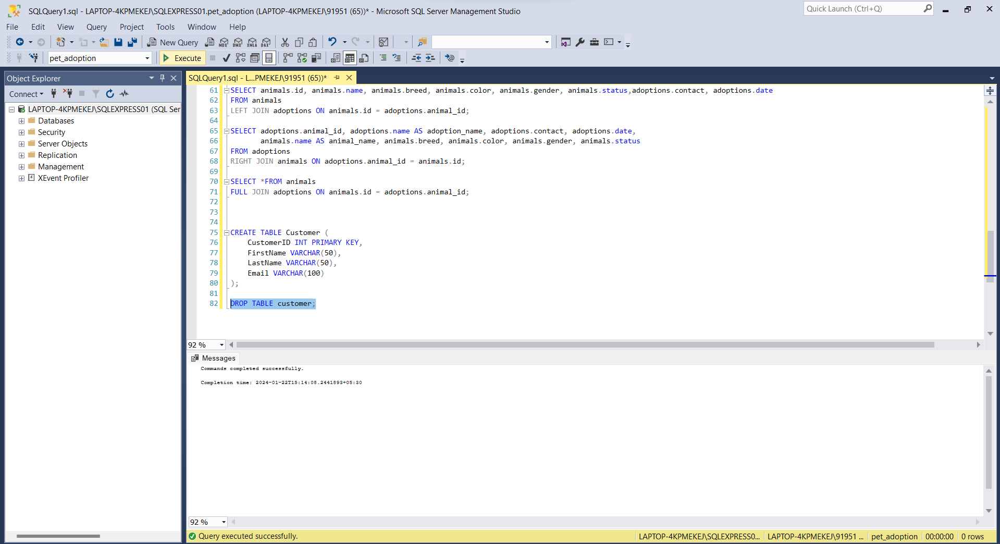 SQLQuery1.sql - LAPTOP-4KPMEKEJ\SQLEXPRESS01.pet_adoption (LAPTOP-4KPMEKEJ\91951 (65))* - Microsoft SQL Server Management Studio
Quick Launch (Ctrl+Q)
File Edit View Query Project Tools Window Help
New Query MDX DMX XMLA DAX
pet_adoption Execute
Object Explorer
SQLQuery1.sql - L...PMEKEJ\91951 (65))*
Connect
LAPTOP-4KPMEKEJ\SQLEXPRESS01 (SQL Ser
Databases
Security
Server Objects
Replication
Management
XEvent Profiler
61 SELECT animals.id, animals.name, animals.breed, animals.color, animals.gender, animals.status,adoptions.contact, adoptions.date
62 FROM animals
63 LEFT JOIN adoptions ON animals.id = adoptions.animal_id;
64
65 SELECT adoptions.animal_id, adoptions.name AS adoption_name, adoptions.contact, adoptions.date,
66 animals.name AS animal_name, animals.breed, animals.color, animals.gender, animals.status
67 FROM adoptions
68 RIGHT JOIN animals ON adoptions.animal_id = animals.id;
69
70 SELECT *FROM animals
71 FULL JOIN adoptions ON animals.id = adoptions.animal_id;
72
73
74
75 CREATE TABLE Customer (
76 CustomerID INT PRIMARY KEY,
77 FirstName VARCHAR(50),
78 LastName VARCHAR(50),
79 Email VARCHAR(100)
80 );
81
82 DROP TABLE customer;
92 %
Messages
Commands completed successfully.
Completion time: 2024-01-22T15:14:08.2441893+05:30
92 %
Query executed successfully.
LAPTOP-4KPMEKEJ\SQLEXPRESS0... LAPTOP-4KPMEKEJ\91951 ... pet_adoption 00:00:00 0 rows